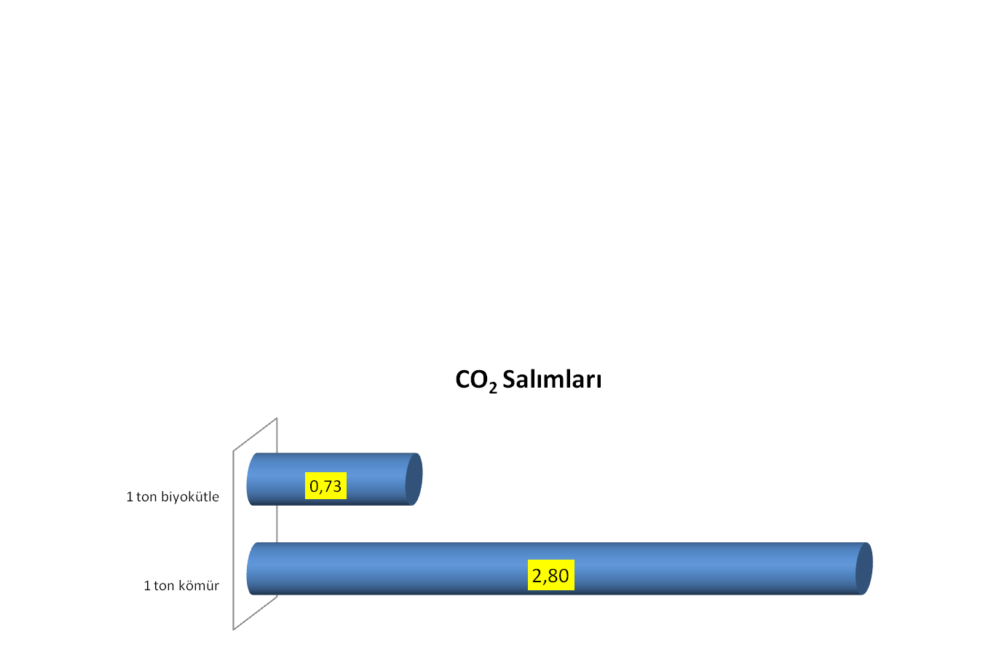 CO₂ Salımları
1 ton biyokütle
0,73
1 ton kömür
2,80